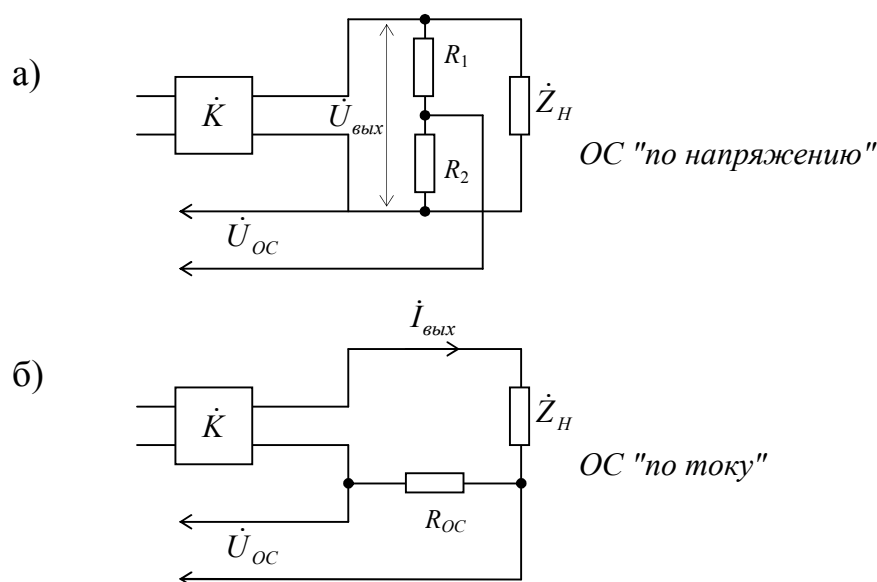 а)
K̇
U̇вых
R1
R2
ŻН
ОС "по напряжению"
U̇ОС
İвых
б)
K̇
ŻН
ОС "по току"
RОС
U̇ОС